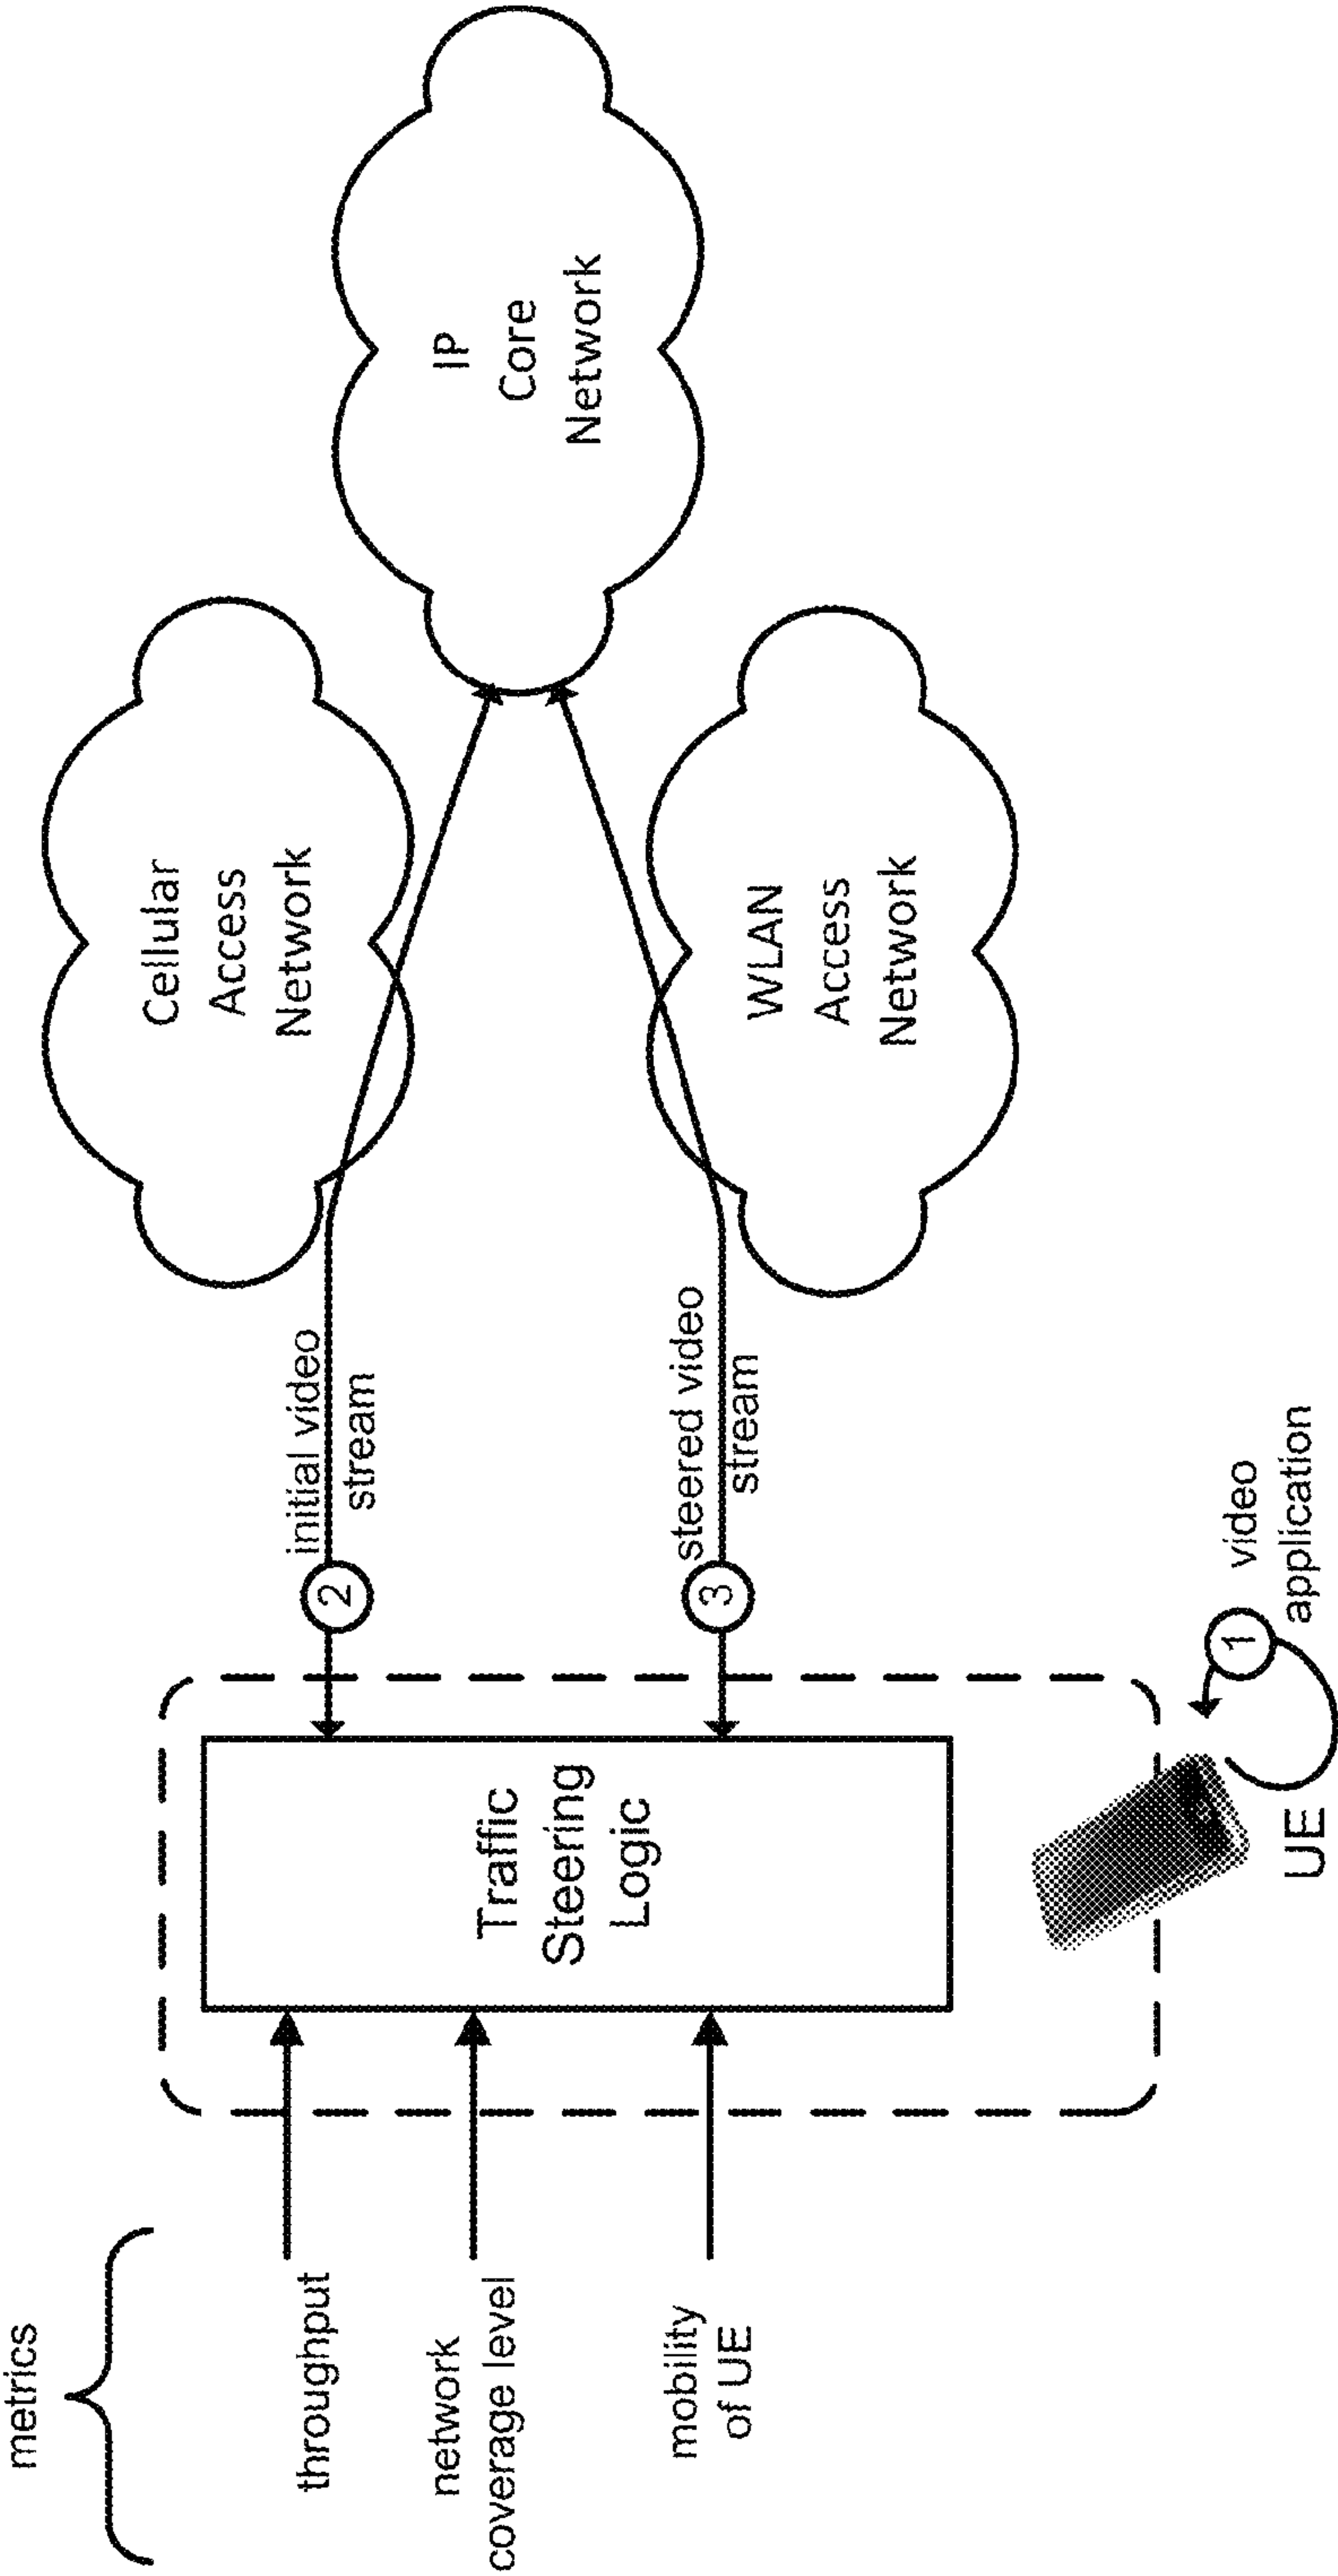 metrics
throughput
network
coverage level
mobility
of UE
Traffic
Steering
Logic
UE
1
video
application
2
initial video
stream
3
steered video
stream
Cellular
Access
Network
WLAN
Access
Network
IP
Core
Network